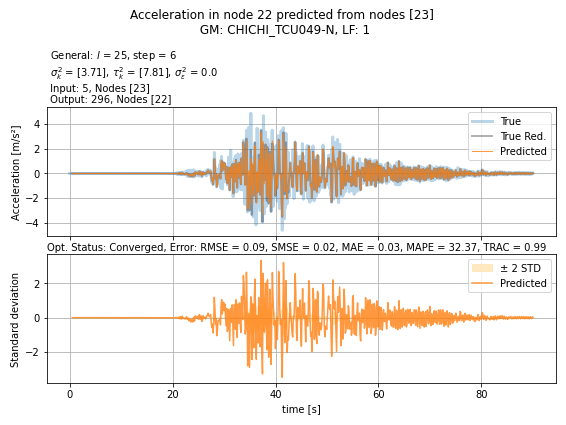 Acceleration in node 22 predicted from nodes [23]
GM: CHICHI_TCU049-N, LF: 1
General: l = 25, step = 6
σ²ₖ = [3.71], τ²ₖ = [7.81], σ²ε = 0.0
Input: 5, Nodes [23]
Output: 296, Nodes [22]
Acceleration [m/s²]
4
2
0
−2
−4
True
True Red.
Predicted
Opt. Status: Converged, Error: RMSE = 0.09, SMSE = 0.02, MAE = 0.03, MAPE = 32.37, TRAC = 0.99
Standard deviation
2
0
−2
± 2 STD
Predicted
0 20 40 60 80
time [s]